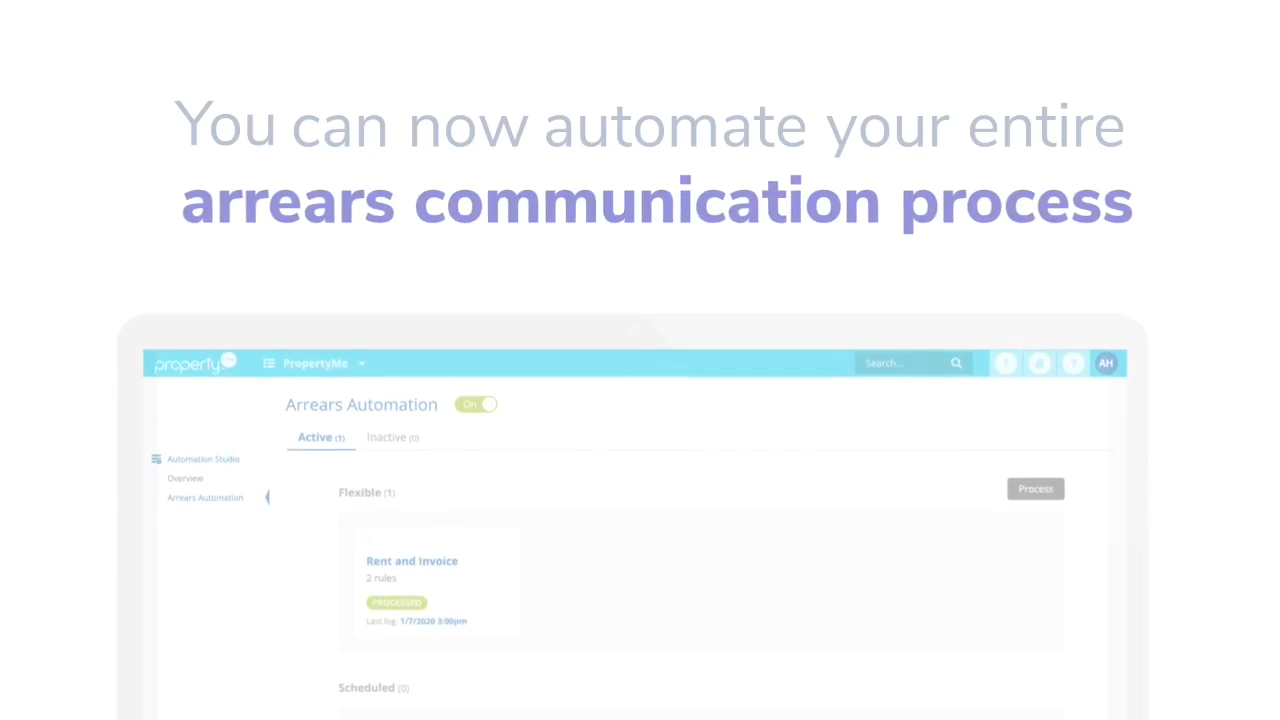 You can now automate your entire
arrears communication process
property
PropertyMe
Search...
AH
Arrears Automation
On
Active (1)
Inactive (0)
Automation Studio
Overview
Arrears Automation
Flexible (1)
Process
Rent and Invoice
2 rules
PROCESSED
Last log: 1/7/2020 3:00pm
Scheduled (0)